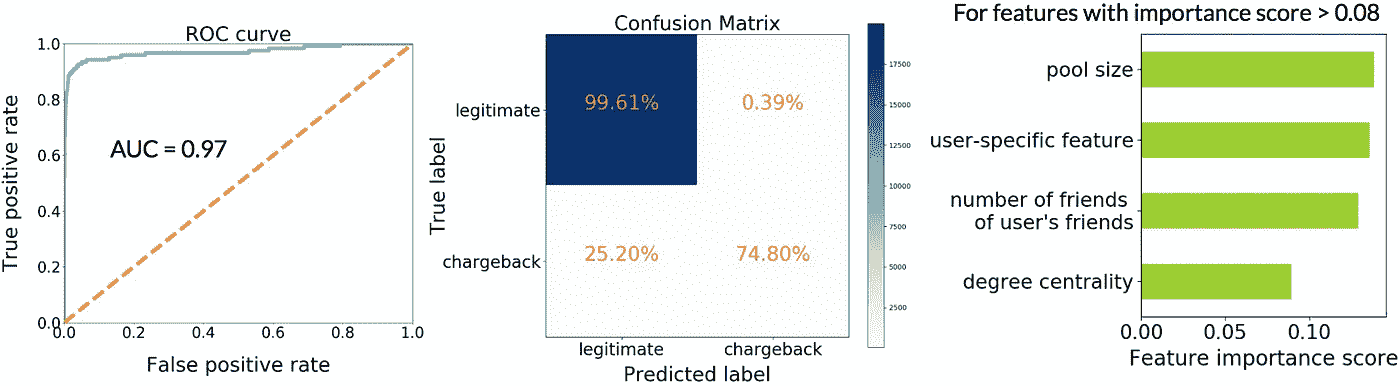 ROC curve
True positive rate
1.0
0.8
0.6
0.4
0.2
0.0
AUC = 0.97
0.0
0.2
0.4
0.6
0.8
1.0
False positive rate
Confusion Matrix
True label
legitimate
99.61%
0.39%
chargeback
25.20%
74.80%
legitimate
chargeback
Predicted label
17500
15000
12500
10000
7500
5000
2500
For features with importance score > 0.08
pool size
user-specific feature
number of friends
of user's friends
degree centrality
0.00
0.05
0.10
Feature importance score